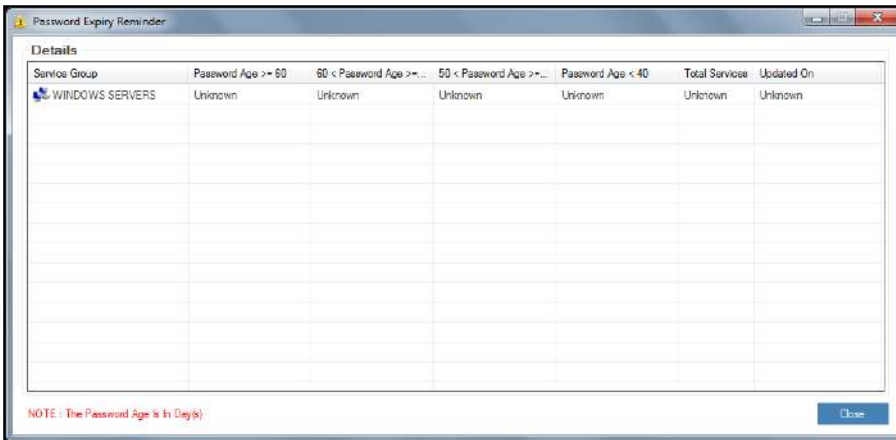 Password Expiry Reminder
Details
Service Group Password Age >= 60 60 < Password Age >=... 50 < Password Age >=... Password Age < 40 Total Services Updated On
WINDOWS SERVERS Unknown Unknown Unknown Unknown Unknown Unknown
NOTE : The Password Age Is In Day(s)
Close